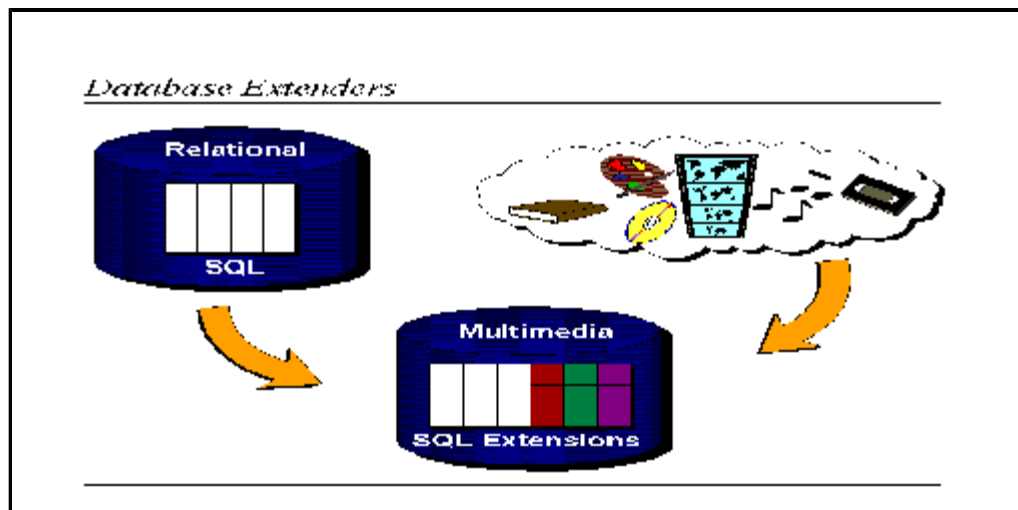 Database Extenders
Relational
SQL
Multimedia
SQL Extensions